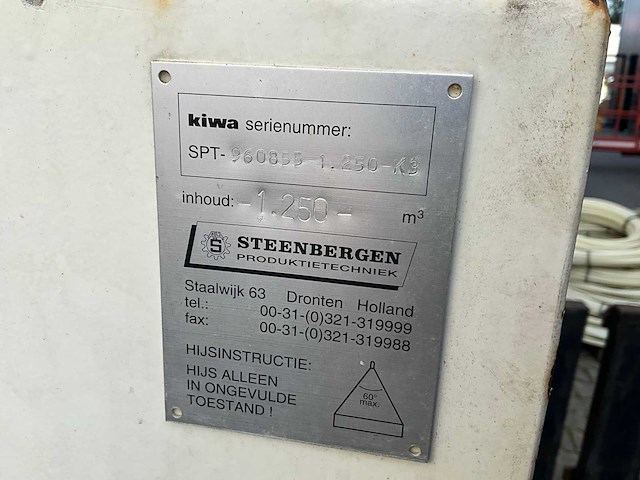 kiwa serienummer:
SPT-960855-1.250-K3
inhoud: -1.250- m³
S STEENBERGEN
PRODUKTIETECHNIEK
Staalwijk 63 Dronten Holland
tel.: 00-31-(0)321-319999
fax: 00-31-(0)321-319988
HIJSINSTRUCTIE:
HIJS ALLEEN
IN ONGEVULDE
TOESTAND !
60°
max.